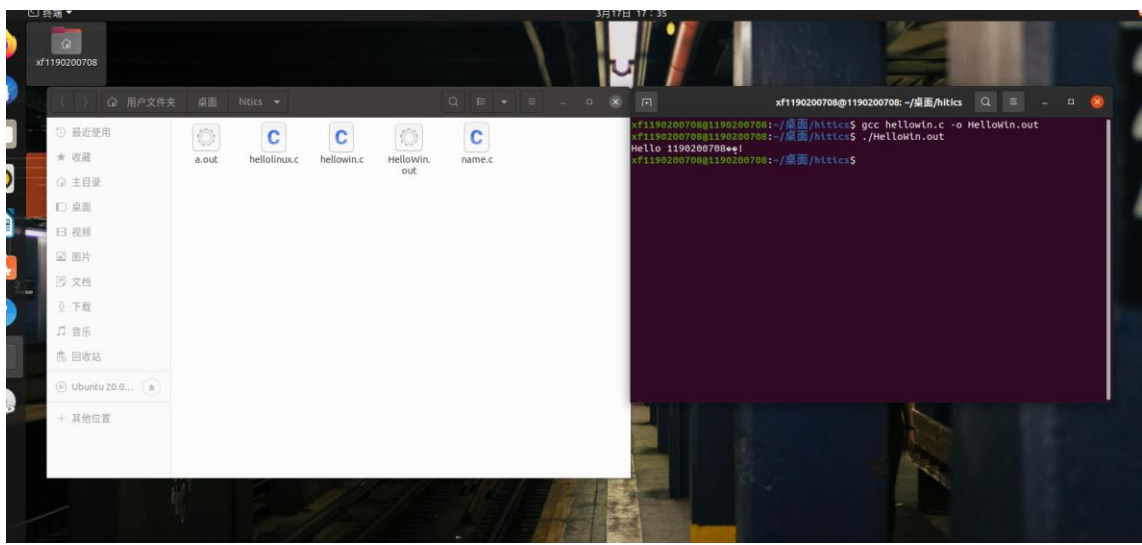 终端
3月17日 17：35
xf1190200708
用户文件夹 桌面 hitics
最近使用
收藏
主目录
桌面
视频
图片
文档
下载
音乐
回收站
Ubuntu 20.0...
+ 其他位置
a.out
hellolinux.c
hellowin.c
HelloWin.
out
name.c
xf1190200708@1190200708: ~/桌面/hitics
xf1190200708@1190200708:~/桌面/hitics$ gcc hellowin.c -o HelloWin.out
xf1190200708@1190200708:~/桌面/hitics$ ./HelloWin.out
Hello 1190200708��!
xf1190200708@1190200708:~/桌面/hitics$